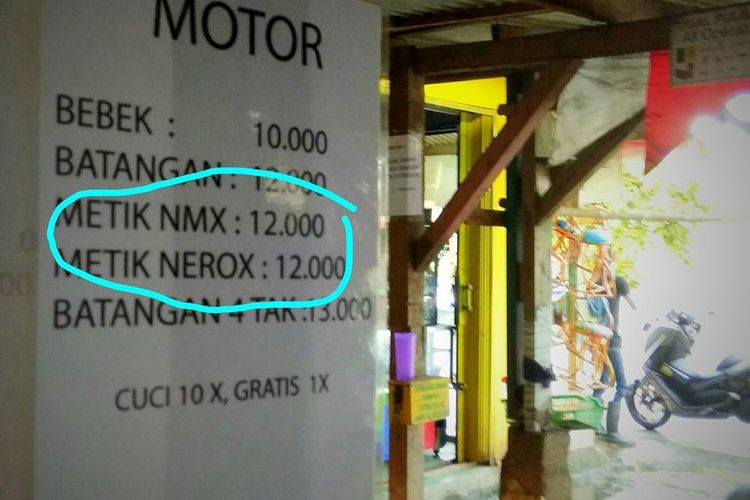 MOTOR
BEBEK : 10.000
BATANGAN : 12.000
METIK NMX : 12.000
METIK NEROX : 12.000
BATANGAN 4 TAK :13.000
CUCI 10 X, GRATIS 1X